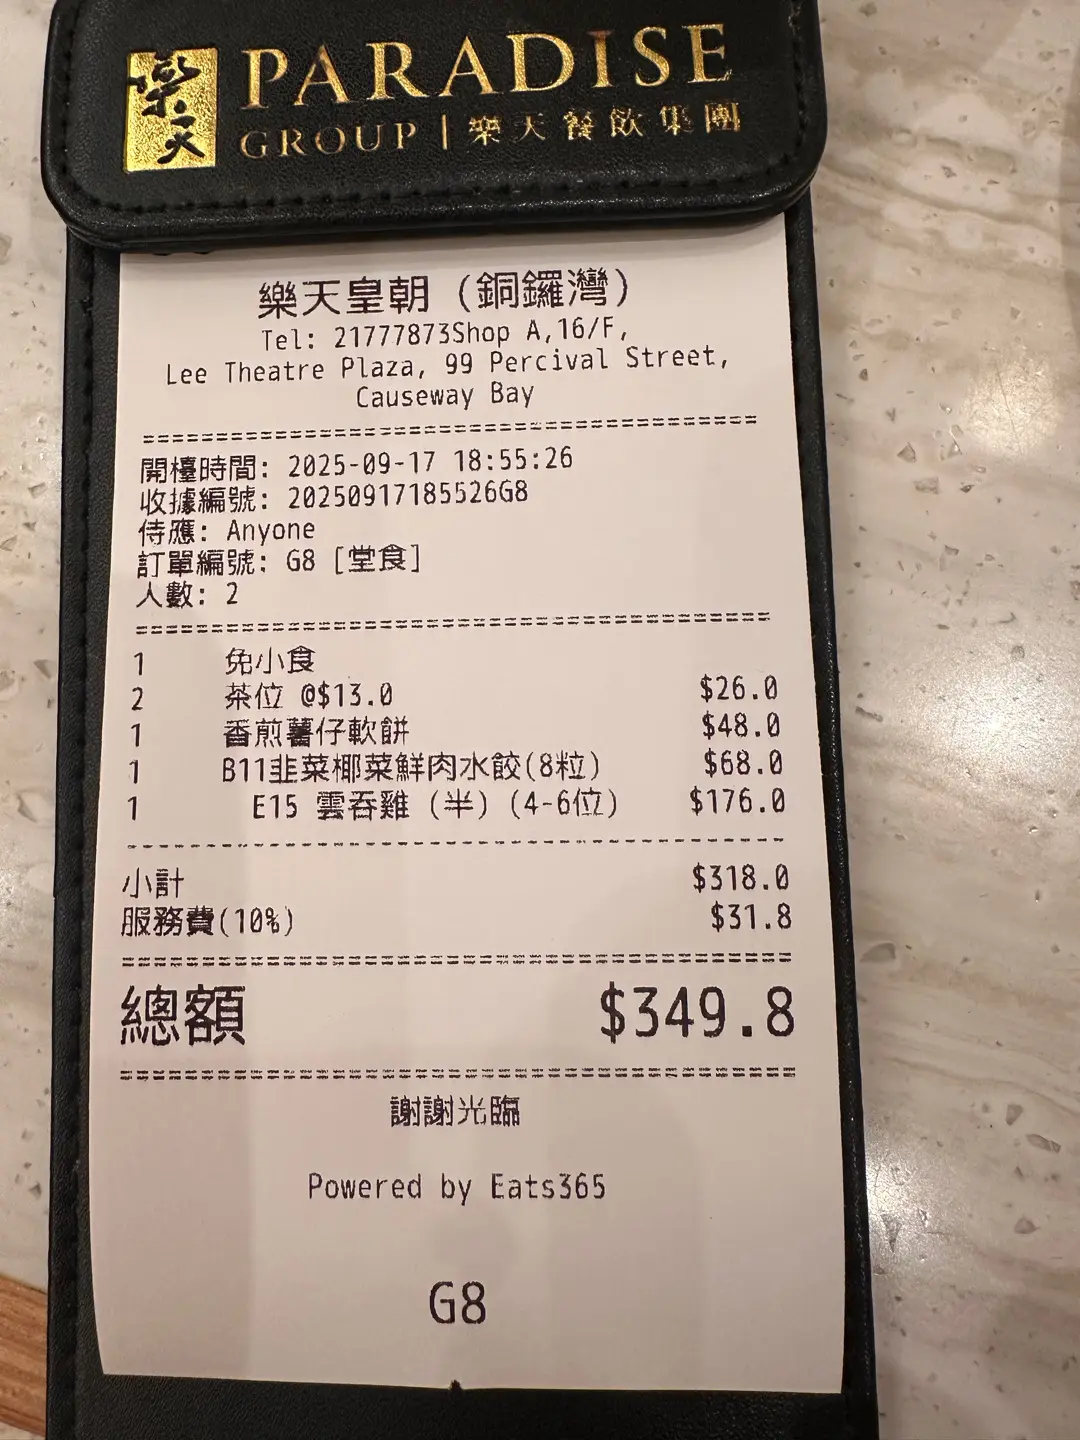 樂天
PARADISE
GROUP | 樂天餐飲集團
樂天皇朝 (銅鑼灣)
Tel: 21777873Shop A,16/F,
Lee Theatre Plaza, 99 Percival Street,
Causeway Bay
開檯時間: 2025-09-17 18:55:26
收據編號: 20250917185526G8
侍應: Anyone
訂單編號: G8 [堂食]
人數: 2
1 免小食
2 茶位 @$13.0 $26.0
1 香煎薯仔軟餅 $48.0
1 B11韭菜椰菜鮮肉水餃(8粒) $68.0
1 E15 雲吞雞 (半) (4-6位) $176.0
小計 $318.0
服務費(10%) $31.8
總額 $349.8
謝謝光臨
Powered by Eats365
G8